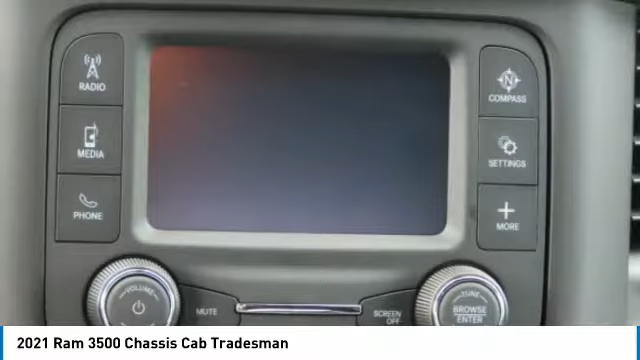 RADIO
MEDIA
PHONE
N
COMPASS
SETTINGS
MORE
VOLUME
MUTE
SCREEN
OFF
TUNE
BROWSE
ENTER
2021 Ram 3500 Chassis Cab Tradesman